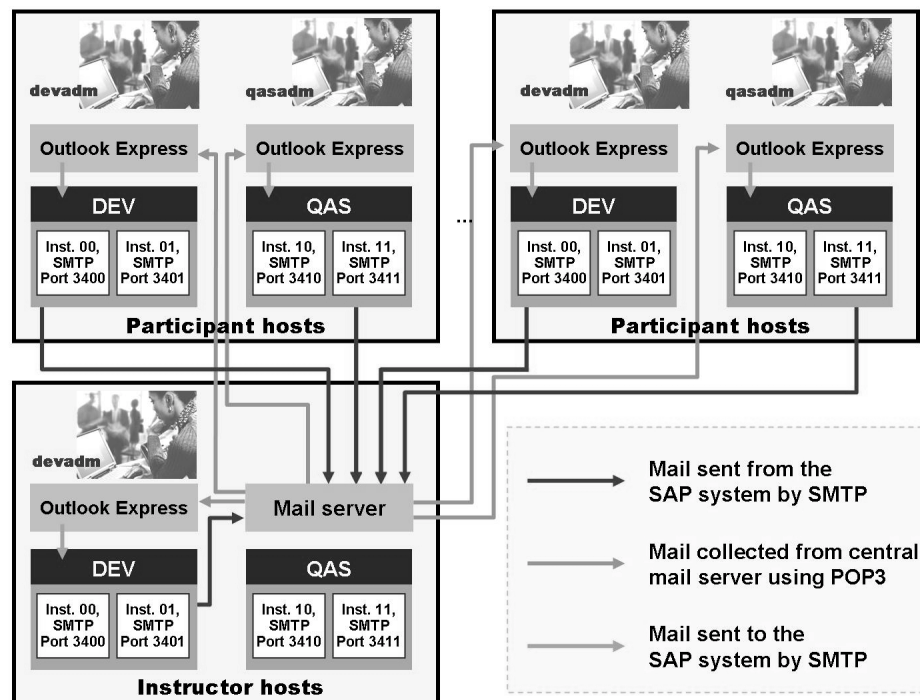 devadm
qasadm
Outlook Express
Outlook Express
DEV
QAS
Inst. 00,
SMTP
Port 3400
Inst. 01,
SMTP
Port 3401
Inst. 10,
SMTP
Port 3410
Inst. 11,
SMTP
Port 3411
Participant hosts
...
devadm
qasadm
Outlook Express
Outlook Express
DEV
QAS
Inst. 00,
SMTP
Port 3400
Inst. 01,
SMTP
Port 3401
Inst. 10,
SMTP
Port 3410
Inst. 11,
SMTP
Port 3411
Participant hosts
devadm
Outlook Express
Mail server
DEV
QAS
Inst. 00,
SMTP
Port 3400
Inst. 01,
SMTP
Port 3401
Inst. 10,
SMTP
Port 3410
Inst. 11,
SMTP
Port 3411
Instructor hosts
Mail sent from the
SAP system by SMTP
Mail collected from central
mail server using POP3
Mail sent to the
SAP system by SMTP